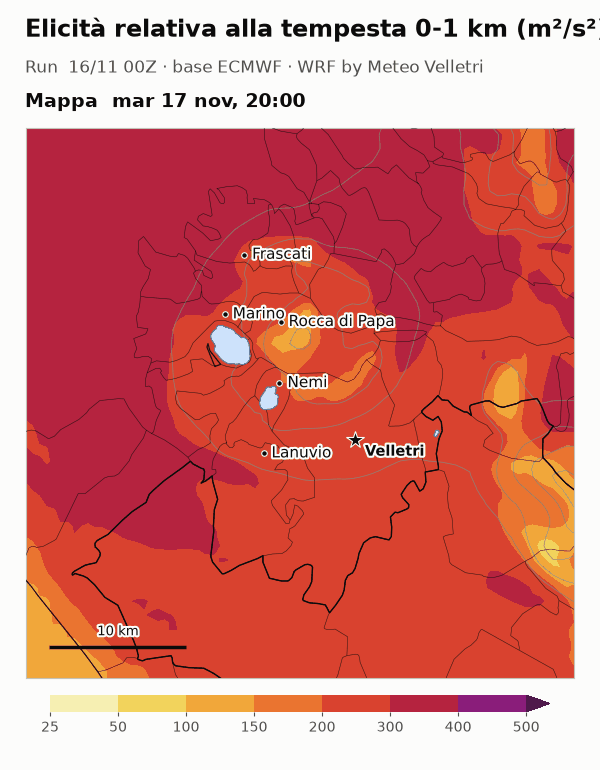 Elicità relativa alla tempesta 0-1 km (m²/s²)
Run 16/11 00Z · base ECMWF · WRF by Meteo Velletri
Mappa mar 17 nov, 20:00
Frascati
Marino
Rocca di Papa
Nemi
Velletri
Lanuvio
10 km
25 50 100 150 200 300 400 500